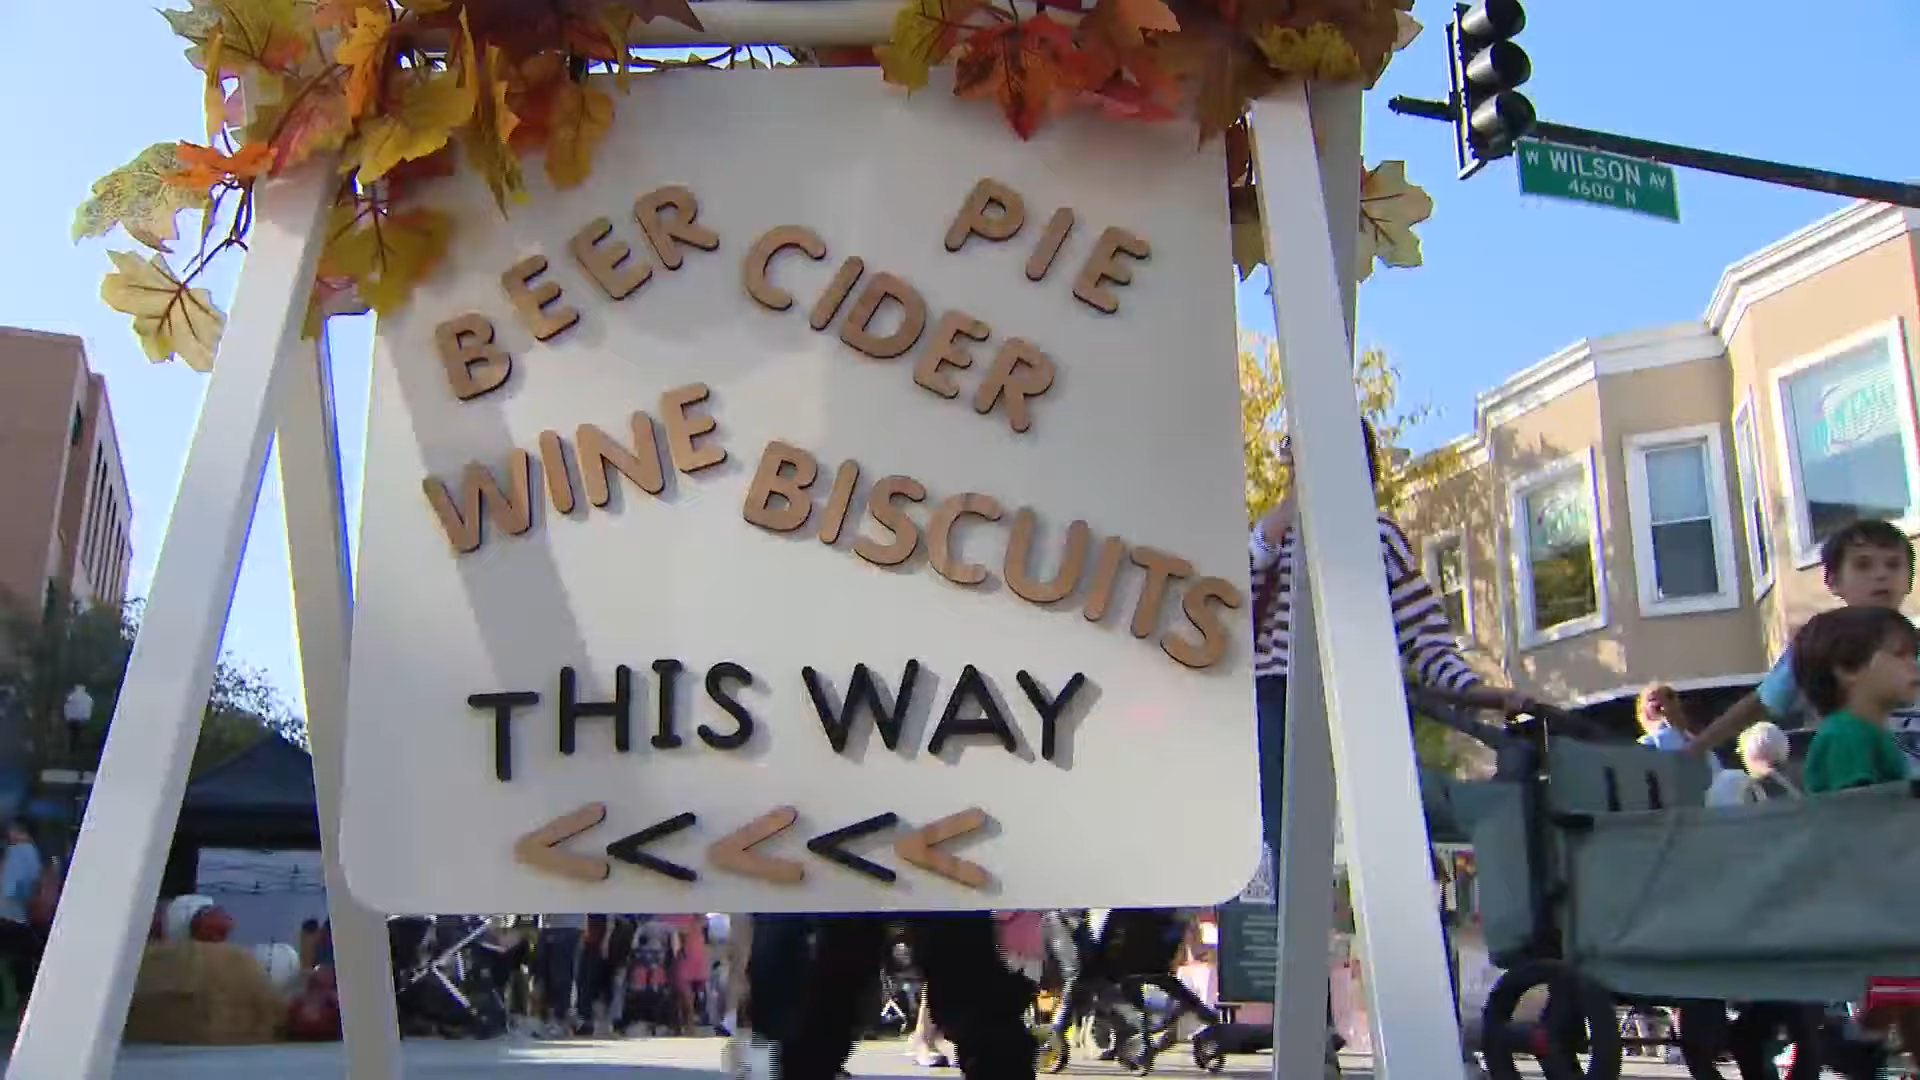 PIE
BEER CIDER
WINE BISCUITS
THIS WAY
<<<<<
W WILSON AV
4600 N